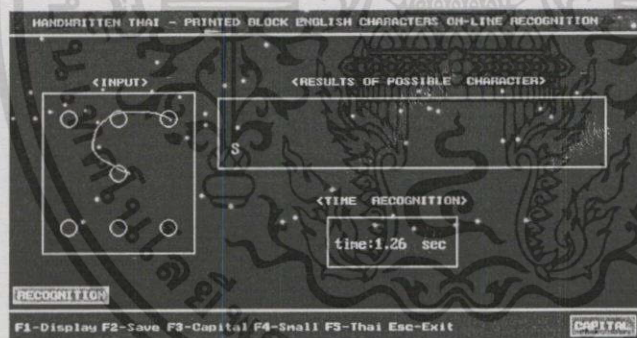 HANDWRITTEN THAI - PRINTED BLOCK ENGLISH CHARACTERS ON-LINE RECOGNITION
<INPUT>
<RESULTS OF POSSIBLE CHARACTER>
S
<TIME RECOGNITION>
time:1.26 sec
RECOGNITION
F1-Display F2-Save F3-Capital F4-Small F5-Thai Esc-Exit
CAPITAL